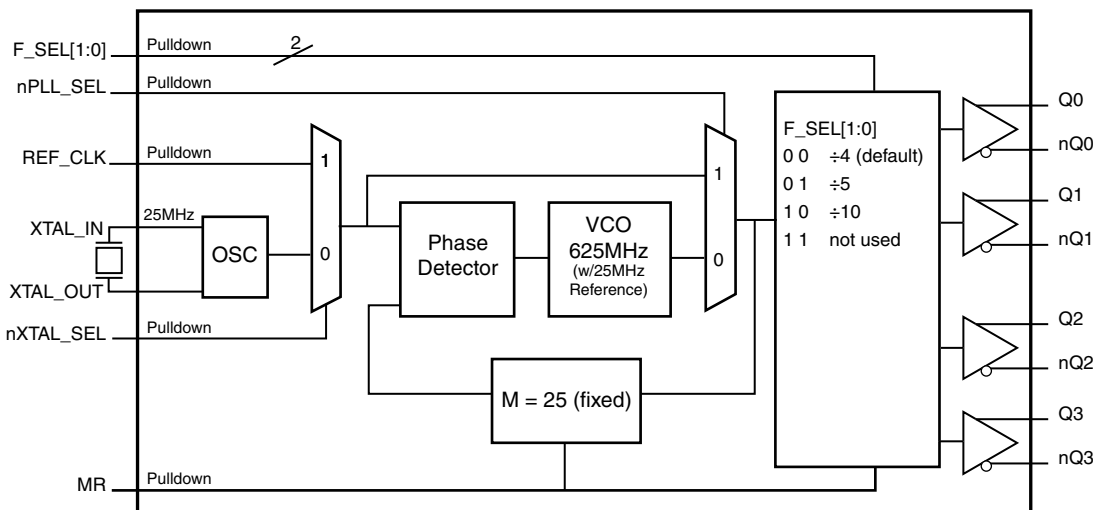 F_SEL[1:0]
Pulldown
2
nPLL_SEL
Pulldown
REF_CLK
Pulldown
1
XTAL_IN
25MHz
OSC
0
XTAL_OUT
nXTAL_SEL
Pulldown
Phase
Detector
VCO
625MHz
(w/25MHz
Reference)
1
0
M = 25 (fixed)
MR
Pulldown
F_SEL[1:0]
0 0 ÷4 (default)
0 1 ÷5
1 0 ÷10
1 1 not used
Q0
nQ0
Q1
nQ1
Q2
nQ2
Q3
nQ3